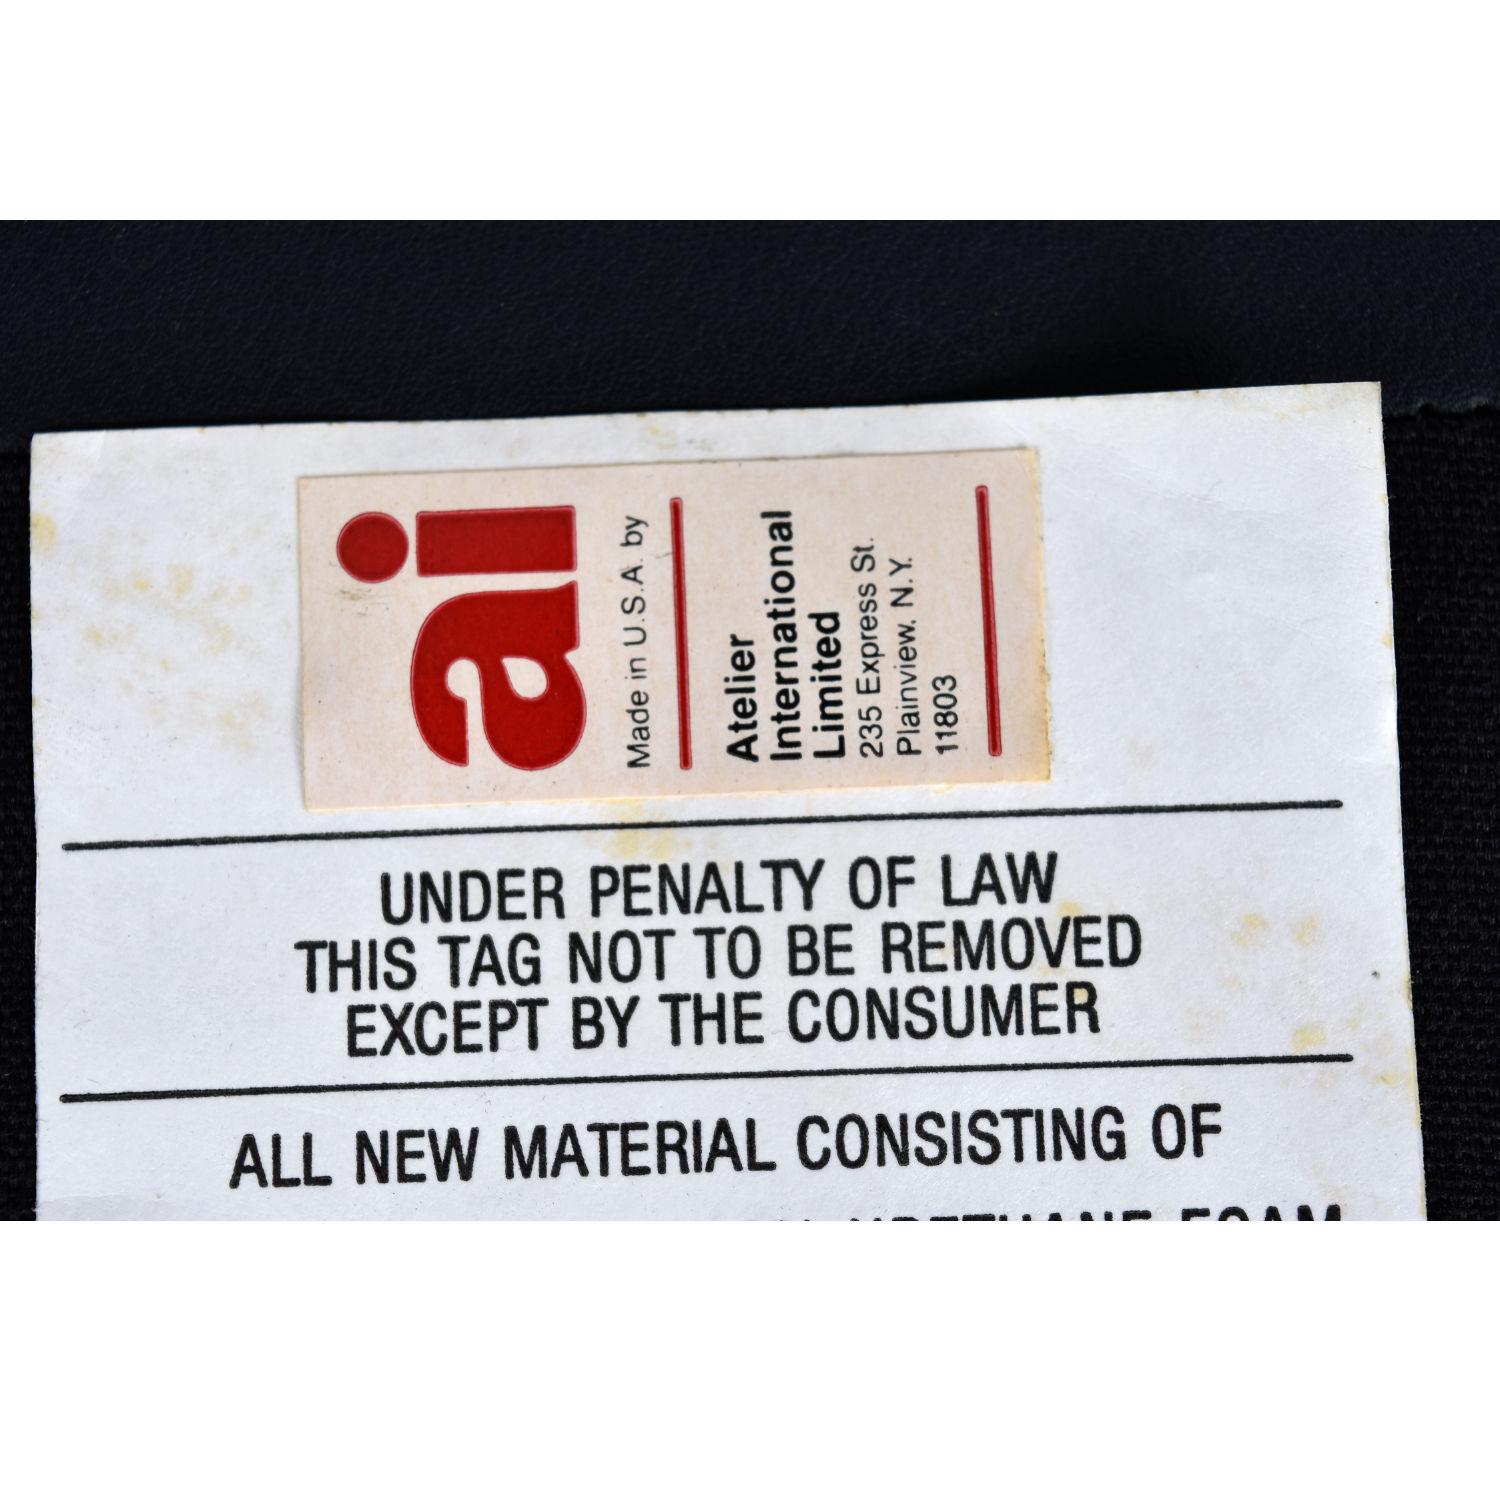 ai
Made in U.S.A. by
Atelier
International
Limited
235 Express St.
Plainview, N.Y.
11803
UNDER PENALTY OF LAW
THIS TAG NOT TO BE REMOVED
EXCEPT BY THE CONSUMER
ALL NEW MATERIAL CONSISTING OF
FOAM